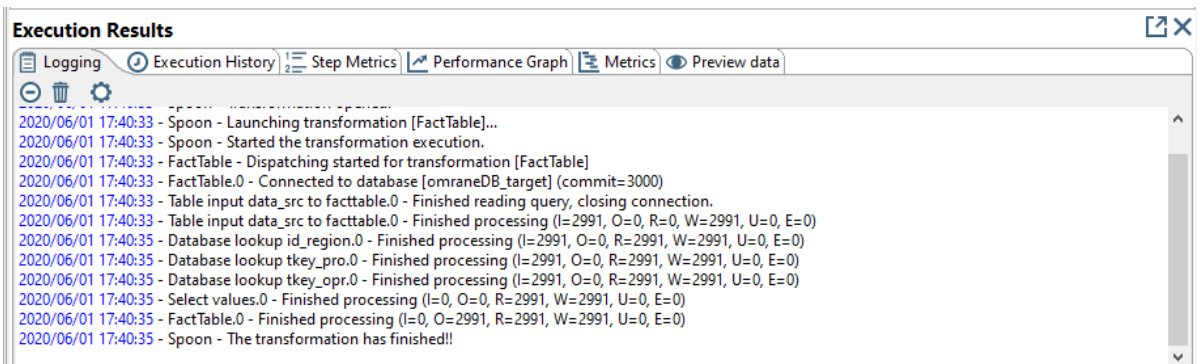 Execution Results
Logging Execution History Step Metrics Performance Graph Metrics Preview data
2020/06/01 17:40:33 - Spoon - Transformation opened.
2020/06/01 17:40:33 - Spoon - Launching transformation [FactTable]...
2020/06/01 17:40:33 - Spoon - Started the transformation execution.
2020/06/01 17:40:33 - FactTable - Dispatching started for transformation [FactTable]
2020/06/01 17:40:33 - FactTable.0 - Connected to database [omraneDB_target] (commit=3000)
2020/06/01 17:40:33 - Table input data_src to facttable.0 - Finished reading query, closing connection.
2020/06/01 17:40:33 - Table input data_src to facttable.0 - Finished processing (I=2991, O=0, R=0, W=2991, U=0, E=0)
2020/06/01 17:40:35 - Database lookup id_region.0 - Finished processing (I=2991, O=0, R=2991, W=2991, U=0, E=0)
2020/06/01 17:40:35 - Database lookup tkey_pro.0 - Finished processing (I=2991, O=0, R=2991, W=2991, U=0, E=0)
2020/06/01 17:40:35 - Database lookup tkey_opr.0 - Finished processing (I=2991, O=0, R=2991, W=2991, U=0, E=0)
2020/06/01 17:40:35 - Select values.0 - Finished processing (I=0, O=0, R=2991, W=2991, U=0, E=0)
2020/06/01 17:40:35 - FactTable.0 - Finished processing (I=0, O=2991, R=2991, W=2991, U=0, E=0)
2020/06/01 17:40:35 - Spoon - The transformation has finished!!